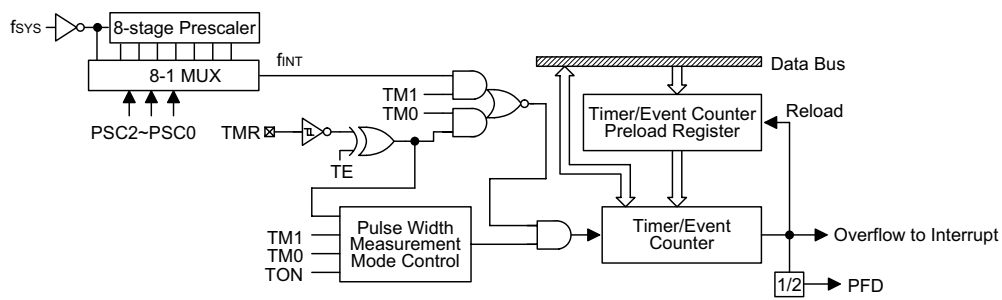 fSYS
8-stage Prescaler
8-1 MUX
fINT
PSC2~PSC0
TM1
TM0
TMR
TE
Data Bus
Timer/Event Counter
Preload Register
Reload
TM1
TM0
TON
Pulse Width
Measurement
Mode Control
Timer/Event
Counter
Overflow to Interrupt
1/2
PFD